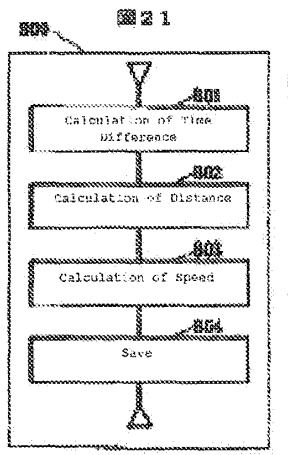 図21
800
801
Calculation of Time
Difference
802
Calculation of Distance
803
Calculation of Speed
804
Save